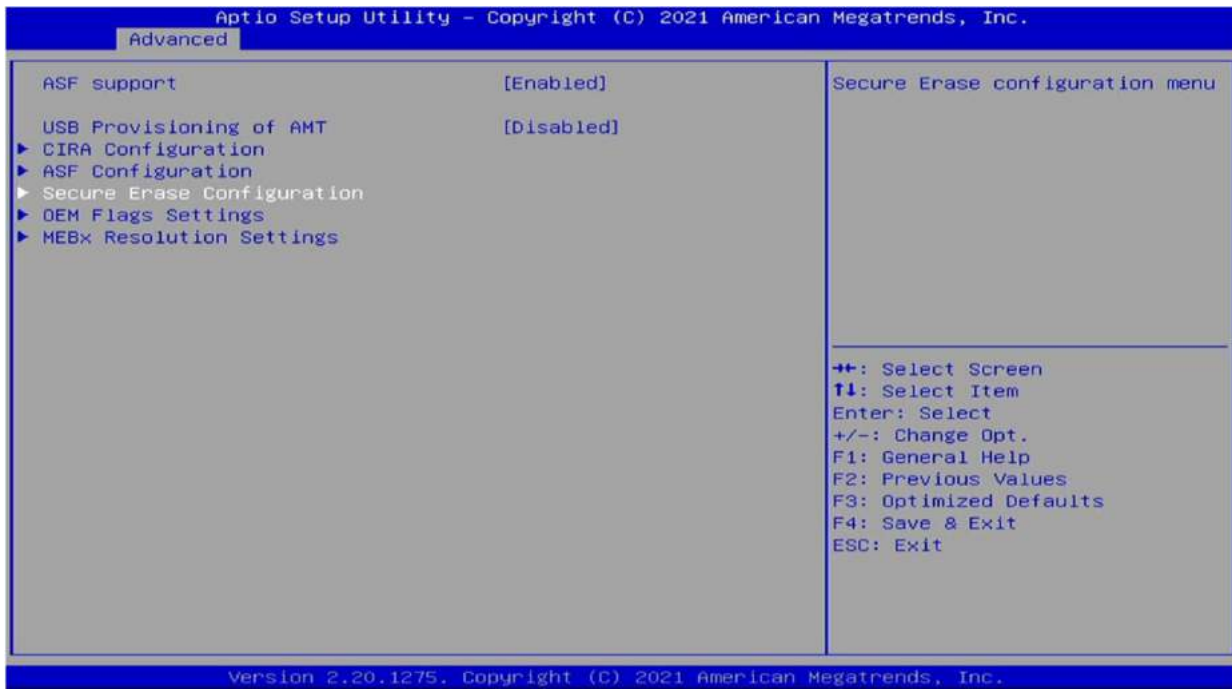 Aptio Setup Utility - Copyright (C) 2021 American Megatrends, Inc.
Advanced
ASF support [Enabled]
USB Provisioning of AMT [Disabled]
► CIRA Configuration
► ASF Configuration
► Secure Erase Configuration
► OEM Flags Settings
► MEBx Resolution Settings
Secure Erase configuration menu
→←: Select Screen
↑↓: Select Item
Enter: Select
+/-: Change Opt.
F1: General Help
F2: Previous Values
F3: Optimized Defaults
F4: Save & Exit
ESC: Exit
Version 2.20.1275. Copyright (C) 2021 American Megatrends, Inc.